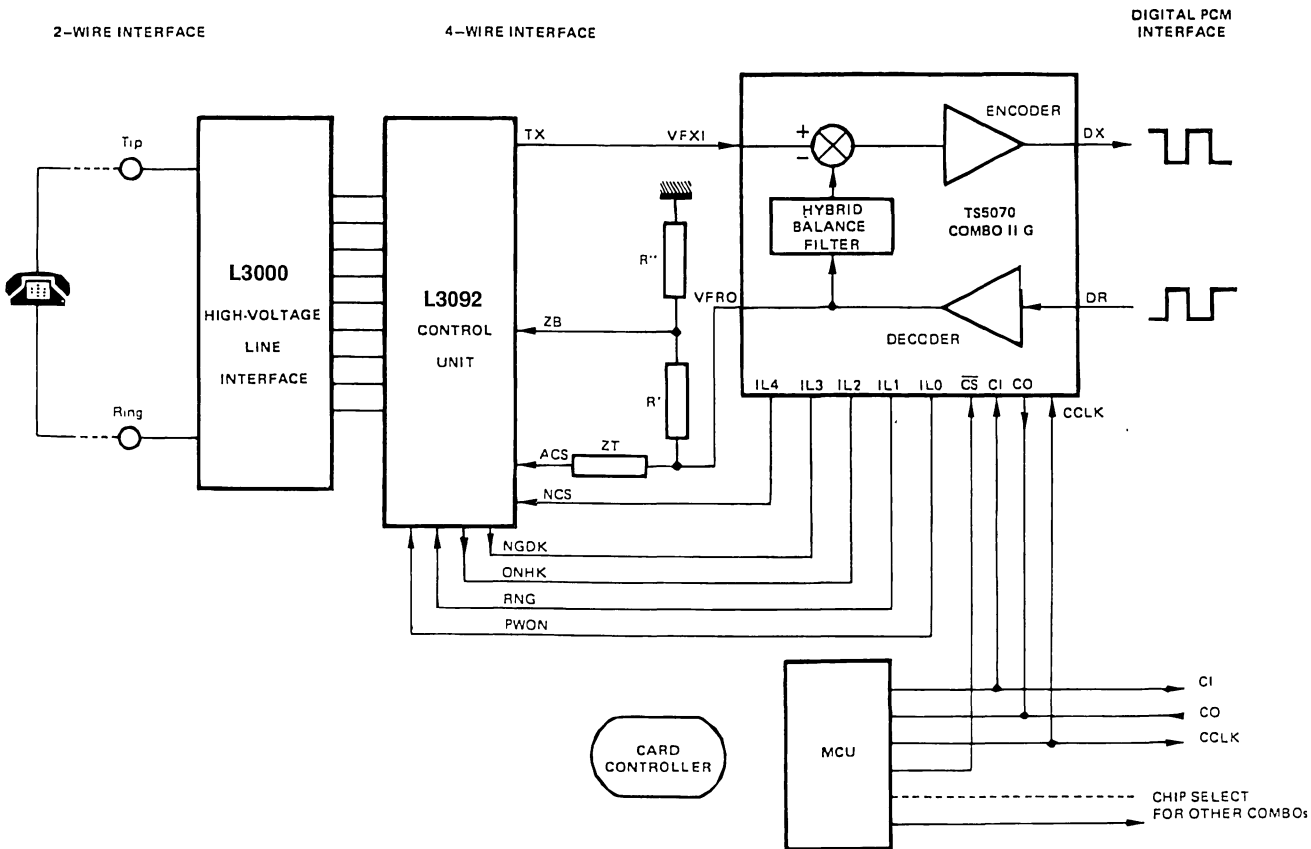 2-WIRE INTERFACE
4-WIRE INTERFACE
DIGITAL PCM
INTERFACE
Tip
Ring
L3000
HIGH-VOLTAGE
LINE
INTERFACE
L3092
CONTROL
UNIT
TX
VFXI
ZB
ACS
ZT
NCS
R"
R'
VFRO
+
-
ENCODER
DX
HYBRID
BALANCE
FILTER
TS5070
COMBO II G
DECODER
DR
IL4
IL3
IL2
IL1
IL0
CS
CI
CO
CCLK
NGDK
ONHK
RNG
PWON
CARD
CONTROLLER
MCU
CI
CO
CCLK
CHIP SELECT
FOR OTHER COMBOs